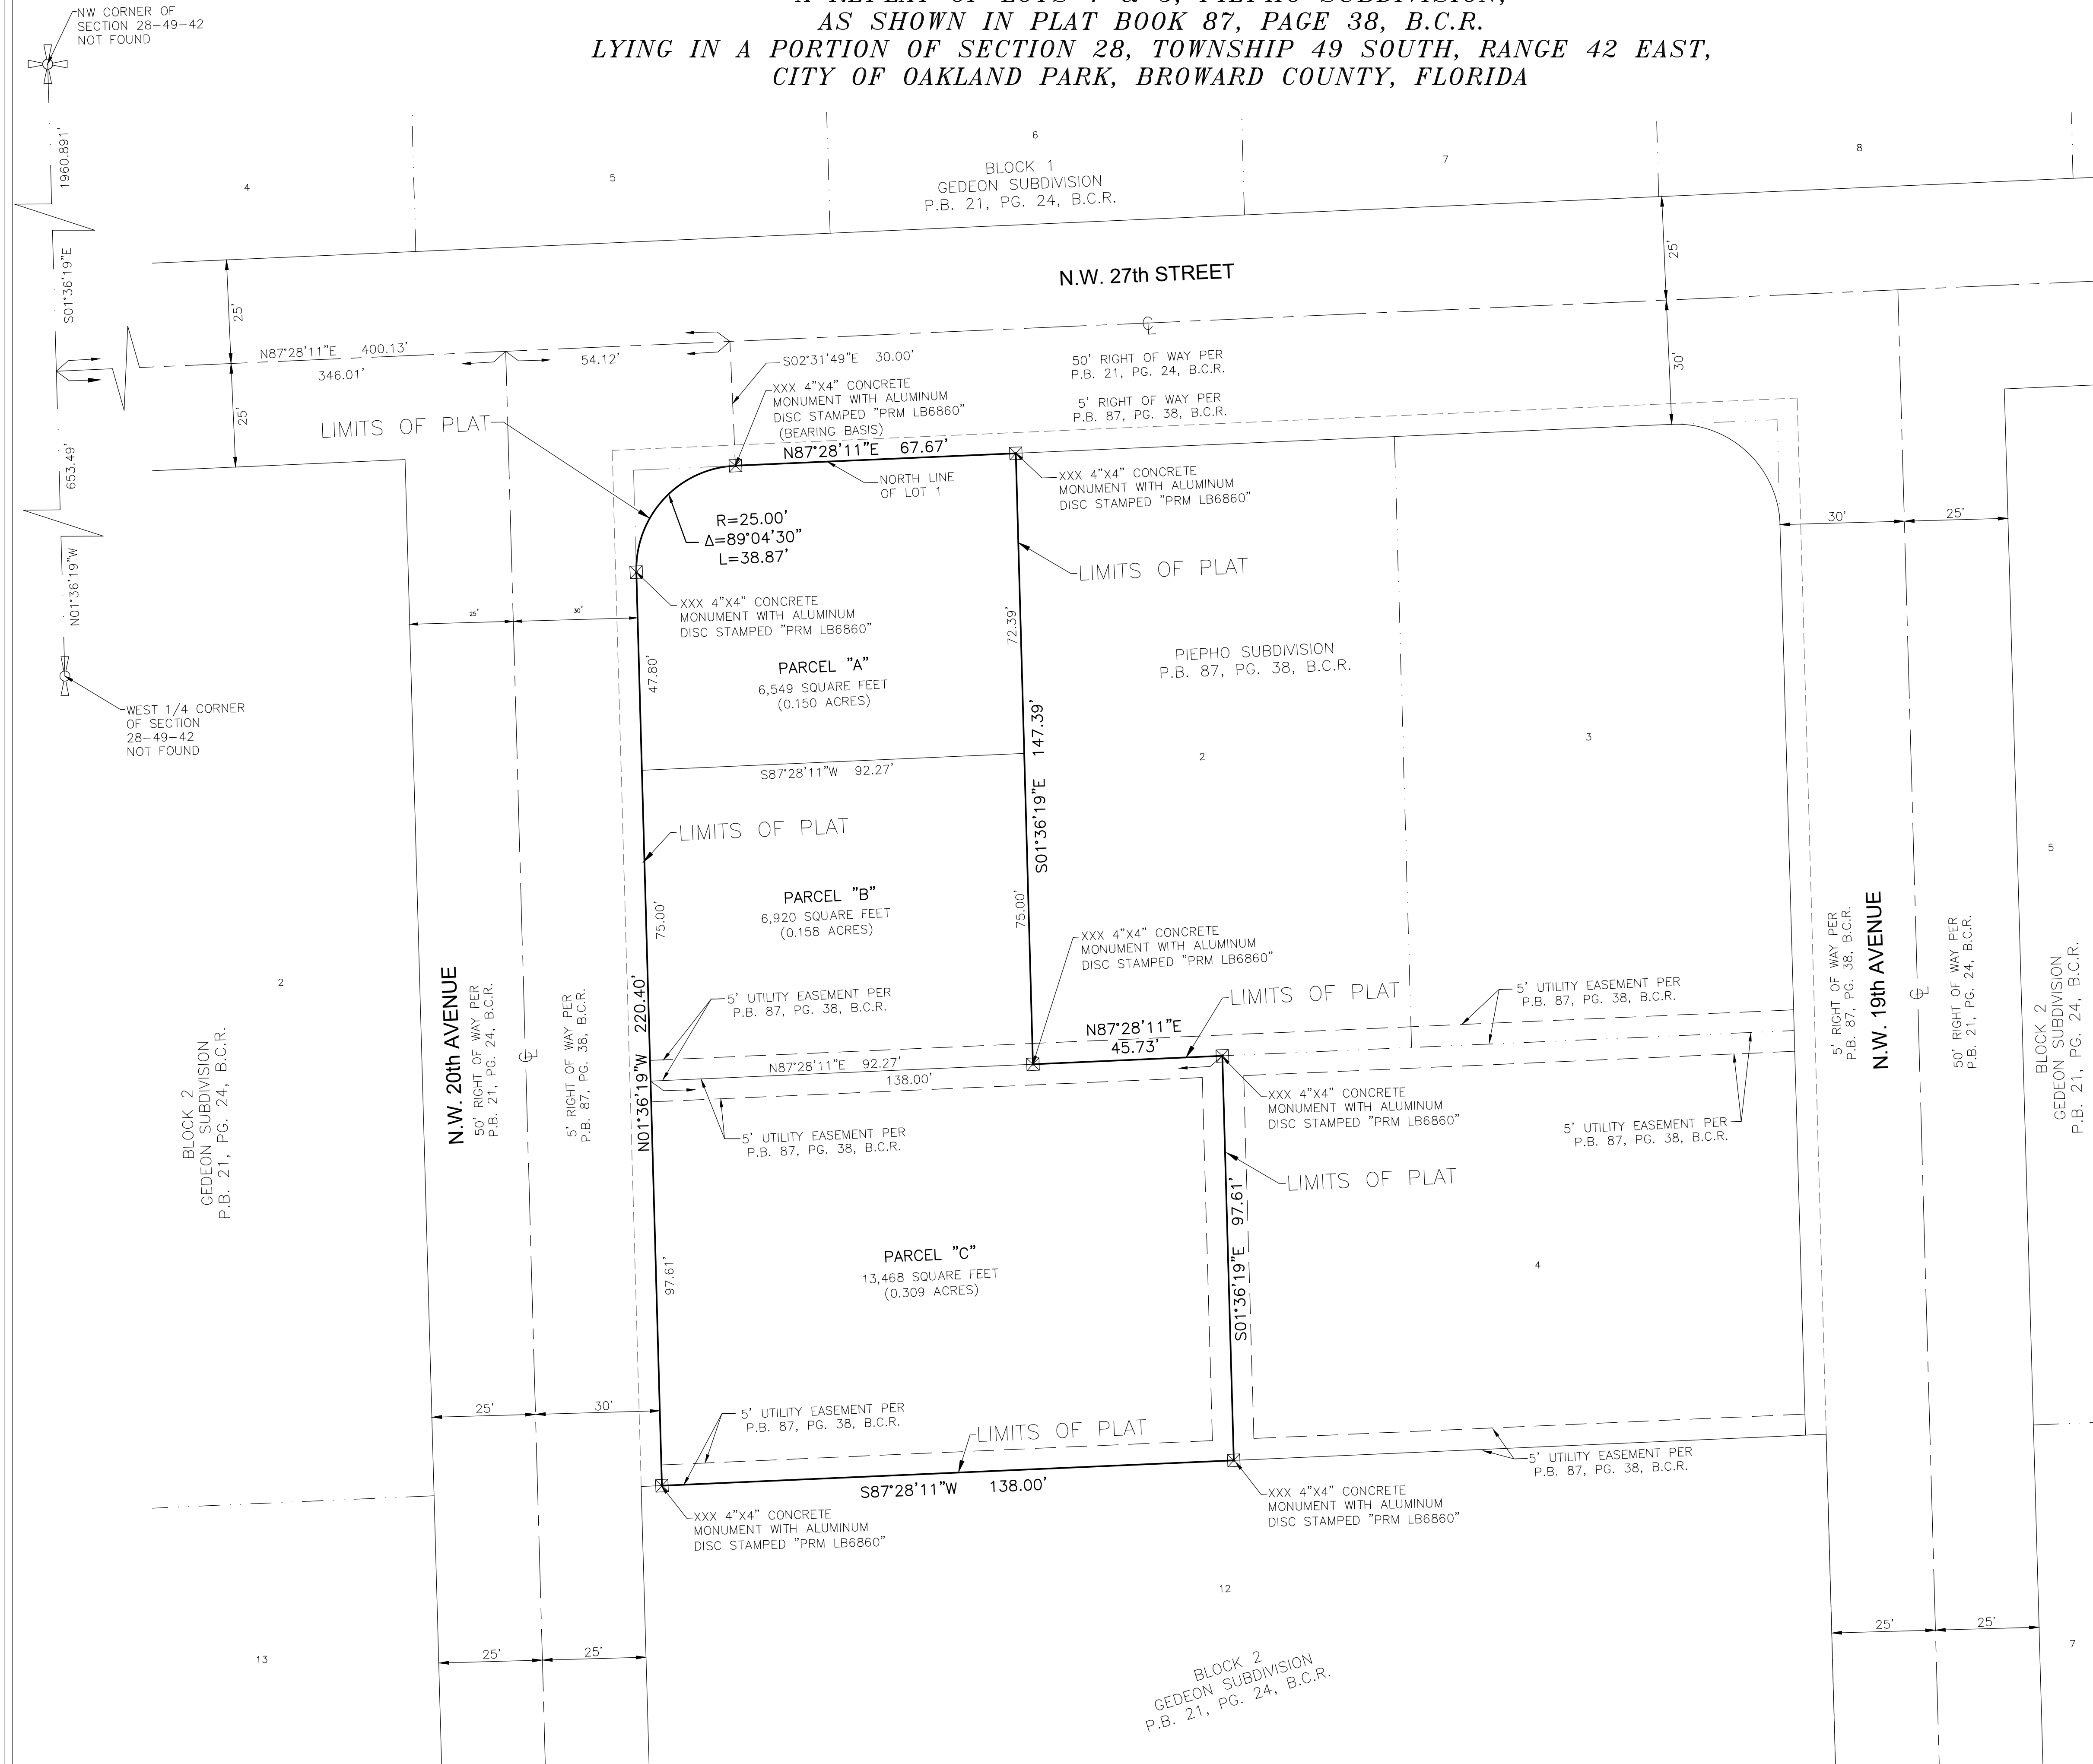 AS SHOWN IN PLAT BOOK 87, PAGE 38, B.C.R.
LYING IN A PORTION OF SECTION 28, TOWNSHIP 49 SOUTH, RANGE 42 EAST,
CITY OF OAKLAND PARK, BROWARD COUNTY, FLORIDA
NW CORNER OF
SECTION 28-49-42
NOT FOUND
1960.891'
S01°36'19"E
653.49'
N01°36'19"W
WEST 1/4 CORNER
OF SECTION
28-49-42
NOT FOUND
4
5
6
7
8
BLOCK 1
GEDEON SUBDIVISION
P.B. 21, PG. 24, B.C.R.
N.W. 27th STREET
25'
25'
25'
30'
N87°28'11"E 400.13'
346.01'
54.12'
S02°31'49"E 30.00'
50' RIGHT OF WAY PER
P.B. 21, PG. 24, B.C.R.
5' RIGHT OF WAY PER
P.B. 87, PG. 38, B.C.R.
XXX 4"X4" CONCRETE
MONUMENT WITH ALUMINUM
DISC STAMPED "PRM LB6860"
(BEARING BASIS)
LIMITS OF PLAT
N87°28'11"E 67.67'
NORTH LINE
OF LOT 1
XXX 4"X4" CONCRETE
MONUMENT WITH ALUMINUM
DISC STAMPED "PRM LB6860"
R=25.00'
Δ=89°04'30"
L=38.87'
LIMITS OF PLAT
30'
25'
XXX 4"X4" CONCRETE
MONUMENT WITH ALUMINUM
DISC STAMPED "PRM LB6860"
25'
30'
72.39'
47.80'
PARCEL "A"
6,549 SQUARE FEET
(0.150 ACRES)
PIEPHO SUBDIVISION
P.B. 87, PG. 38, B.C.R.
S01°36'19"E 147.39'
2
3
S87°28'11"W 92.27'
LIMITS OF PLAT
5
PARCEL "B"
6,920 SQUARE FEET
(0.158 ACRES)
75.00'
75.00'
XXX 4"X4" CONCRETE
MONUMENT WITH ALUMINUM
DISC STAMPED "PRM LB6860"
5' UTILITY EASEMENT PER
P.B. 87, PG. 38, B.C.R.
LIMITS OF PLAT
5' UTILITY EASEMENT PER
P.B. 87, PG. 38, B.C.R.
2
BLOCK 2
GEDEON SUBDIVISION
P.B. 21, PG. 24, B.C.R.
N.W. 20th AVENUE
50' RIGHT OF WAY PER
P.B. 21, PG. 24, B.C.R.
5' RIGHT OF WAY PER
P.B. 87, PG. 38, B.C.R.
N01°36'19"W 220.40'
N87°28'11"E
45.73'
N87°28'11"E 92.27'
138.00'
XXX 4"X4" CONCRETE
MONUMENT WITH ALUMINUM
DISC STAMPED "PRM LB6860"
5' UTILITY EASEMENT PER
P.B. 87, PG. 38, B.C.R.
5' UTILITY EASEMENT PER
P.B. 87, PG. 38, B.C.R.
5' RIGHT OF WAY PER
P.B. 87, PG. 38, B.C.R.
N.W. 19th AVENUE
50' RIGHT OF WAY PER
P.B. 21, PG. 24, B.C.R.
BLOCK 2
GEDEON SUBDIVISION
P.B. 21, PG. 24, B.C.R.
LIMITS OF PLAT
S01°36'19"E 97.61'
97.61'
PARCEL "C"
13,468 SQUARE FEET
(0.309 ACRES)
4
25'
30'
5' UTILITY EASEMENT PER
P.B. 87, PG. 38, B.C.R.
LIMITS OF PLAT
5' UTILITY EASEMENT PER
P.B. 87, PG. 38, B.C.R.
S87°28'11"W 138.00'
XXX 4"X4" CONCRETE
MONUMENT WITH ALUMINUM
DISC STAMPED "PRM LB6860"
XXX 4"X4" CONCRETE
MONUMENT WITH ALUMINUM
DISC STAMPED "PRM LB6860"
12
13
25'
25'
25'
25'
7
BLOCK 2
GEDEON SUBDIVISION
P.B. 21, PG. 24, B.C.R.